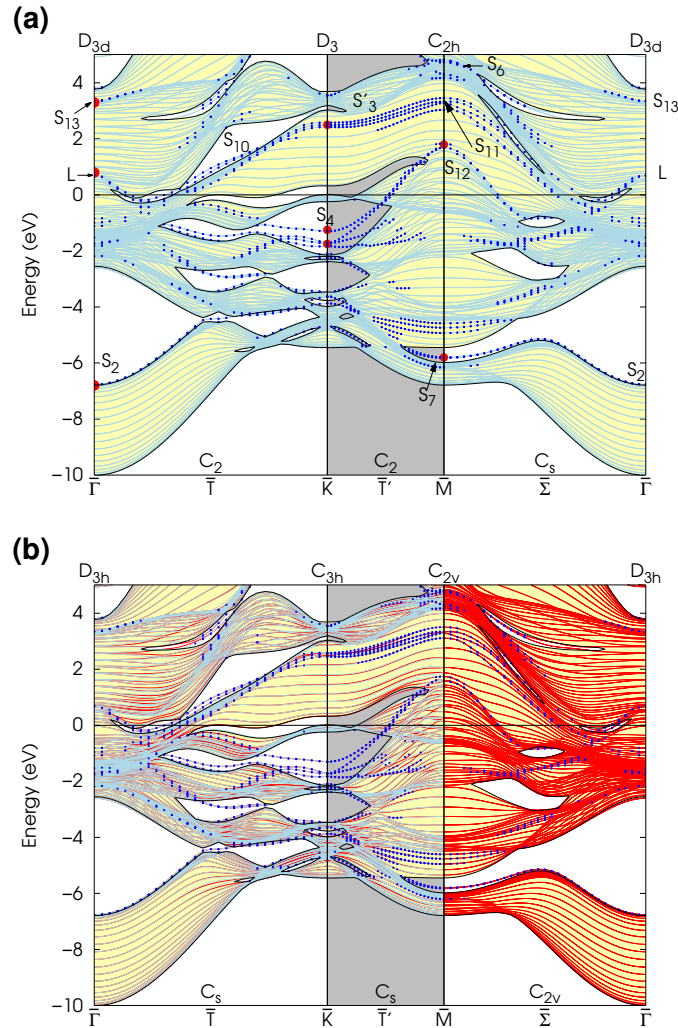 (a)
D3d D3 C2h D3d
4
2
0
−2
−4
−6
−8
−10
Energy (eV)
S13
L
S2
S10
S'3
S4
S6
S11
S12
S7
S13
L
S2
C2 C2 Cs
Γ̄ T̄ K̄ T̄′ M̄ Σ̄ Γ̄
(b)
D3h C3h C2v D3h
4
2
0
−2
−4
−6
−8
−10
Energy (eV)
Cs Cs C2v
Γ̄ T̄ K̄ T̄′ M̄ Σ̄ Γ̄